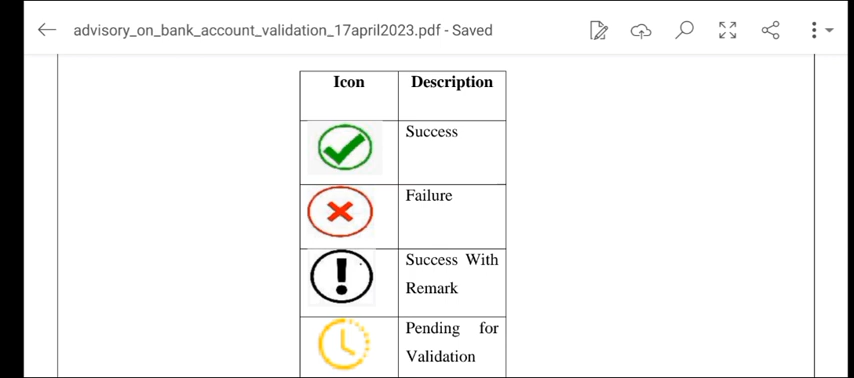 advisory_on_bank_account_validation_17april2023.pdf - Saved
Icon Description
Success
Failure
Success With
Remark
Pending for
Validation